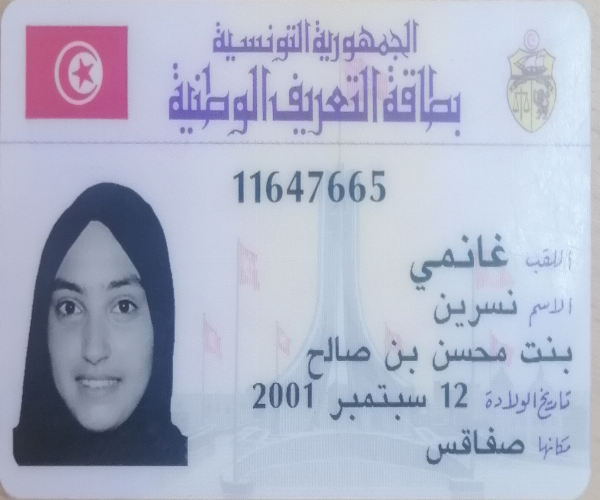 الجمهورية التونسية
بطاقة التعريف الوطنية
11647665
اللقب غانمي
الاسم نسرين
بنت محسن بن صالح
تاريخ الولادة 12 سبتمبر 2001
مكانها صفاقس